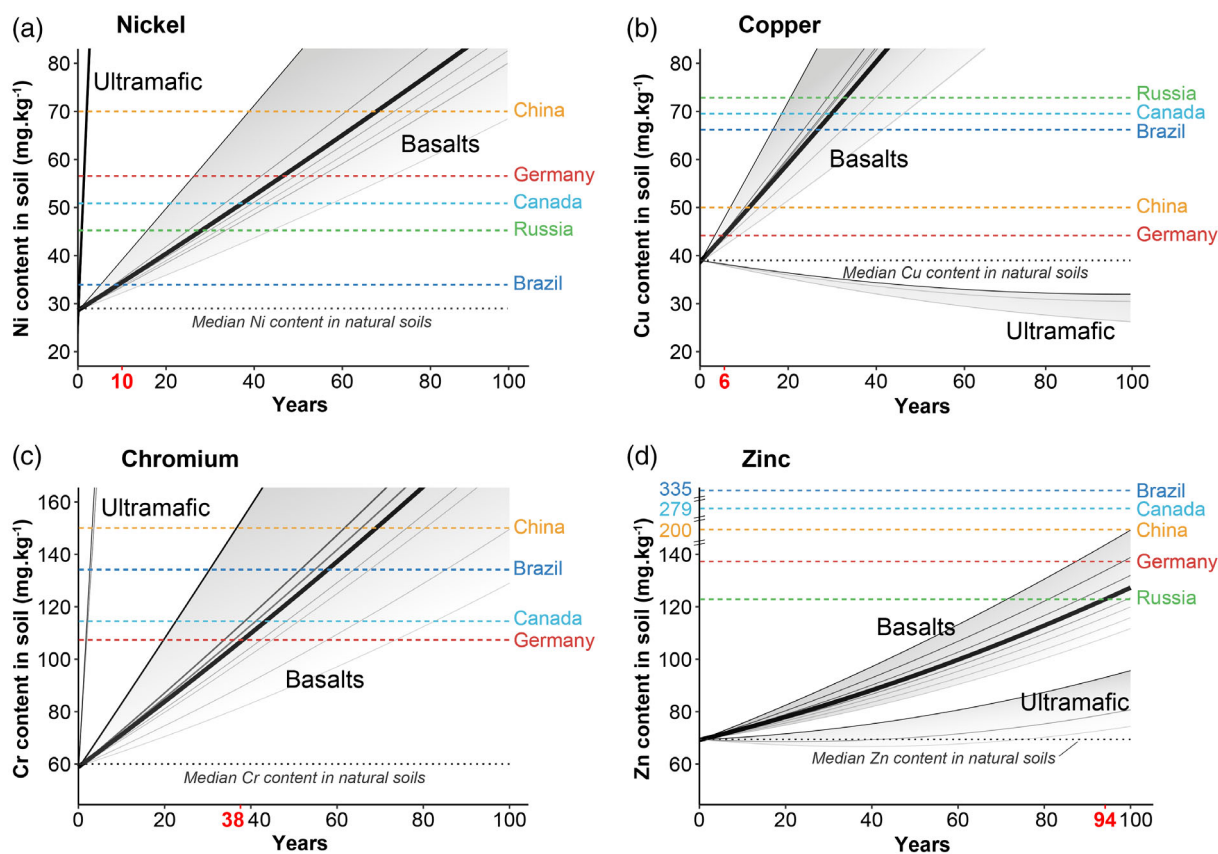 (a) Nickel
Ni content in soil (mg.kg⁻¹)
80
70
60
50
40
30
20
Ultramafic
China
Basalts
Germany
Canada
Russia
Brazil
Median Ni content in natural soils
0 10 20 40 60 80 100
Years
(b) Copper
Cu content in soil (mg.kg⁻¹)
80
70
60
50
40
30
20
Russia
Canada
Brazil
Basalts
China
Germany
Median Cu content in natural soils
Ultramafic
0 6 20 40 60 80 100
Years
(c) Chromium
Cr content in soil (mg.kg⁻¹)
160
140
120
100
80
60
Ultramafic
China
Brazil
Canada
Germany
Basalts
Median Cr content in natural soils
0 20 38 40 60 80 100
Years
(d) Zinc
Zn content in soil (mg.kg⁻¹)
335
279
200
140
120
100
80
60
Brazil
Canada
China
Germany
Russia
Basalts
Ultramafic
Median Zn content in natural soils
0 20 40 60 80 94 100
Years